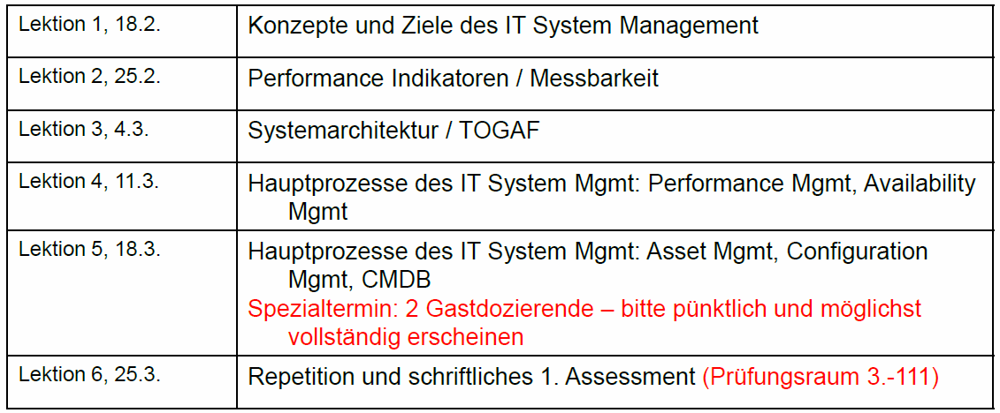 Lektion 1, 18.2.
Konzepte und Ziele des IT System Management
Lektion 2, 25.2.
Performance Indikatoren / Messbarkeit
Lektion 3, 4.3.
Systemarchitektur / TOGAF
Lektion 4, 11.3.
Hauptprozesse des IT System Mgmt: Performance Mgmt, Availability
Mgmt
Lektion 5, 18.3.
Hauptprozesse des IT System Mgmt: Asset Mgmt, Configuration
Mgmt, CMDB
Spezialtermin: 2 Gastdozierende – bitte pünktlich und möglichst
vollständig erscheinen
Lektion 6, 25.3.
Repetition und schriftliches 1. Assessment (Prüfungsraum 3.-111)